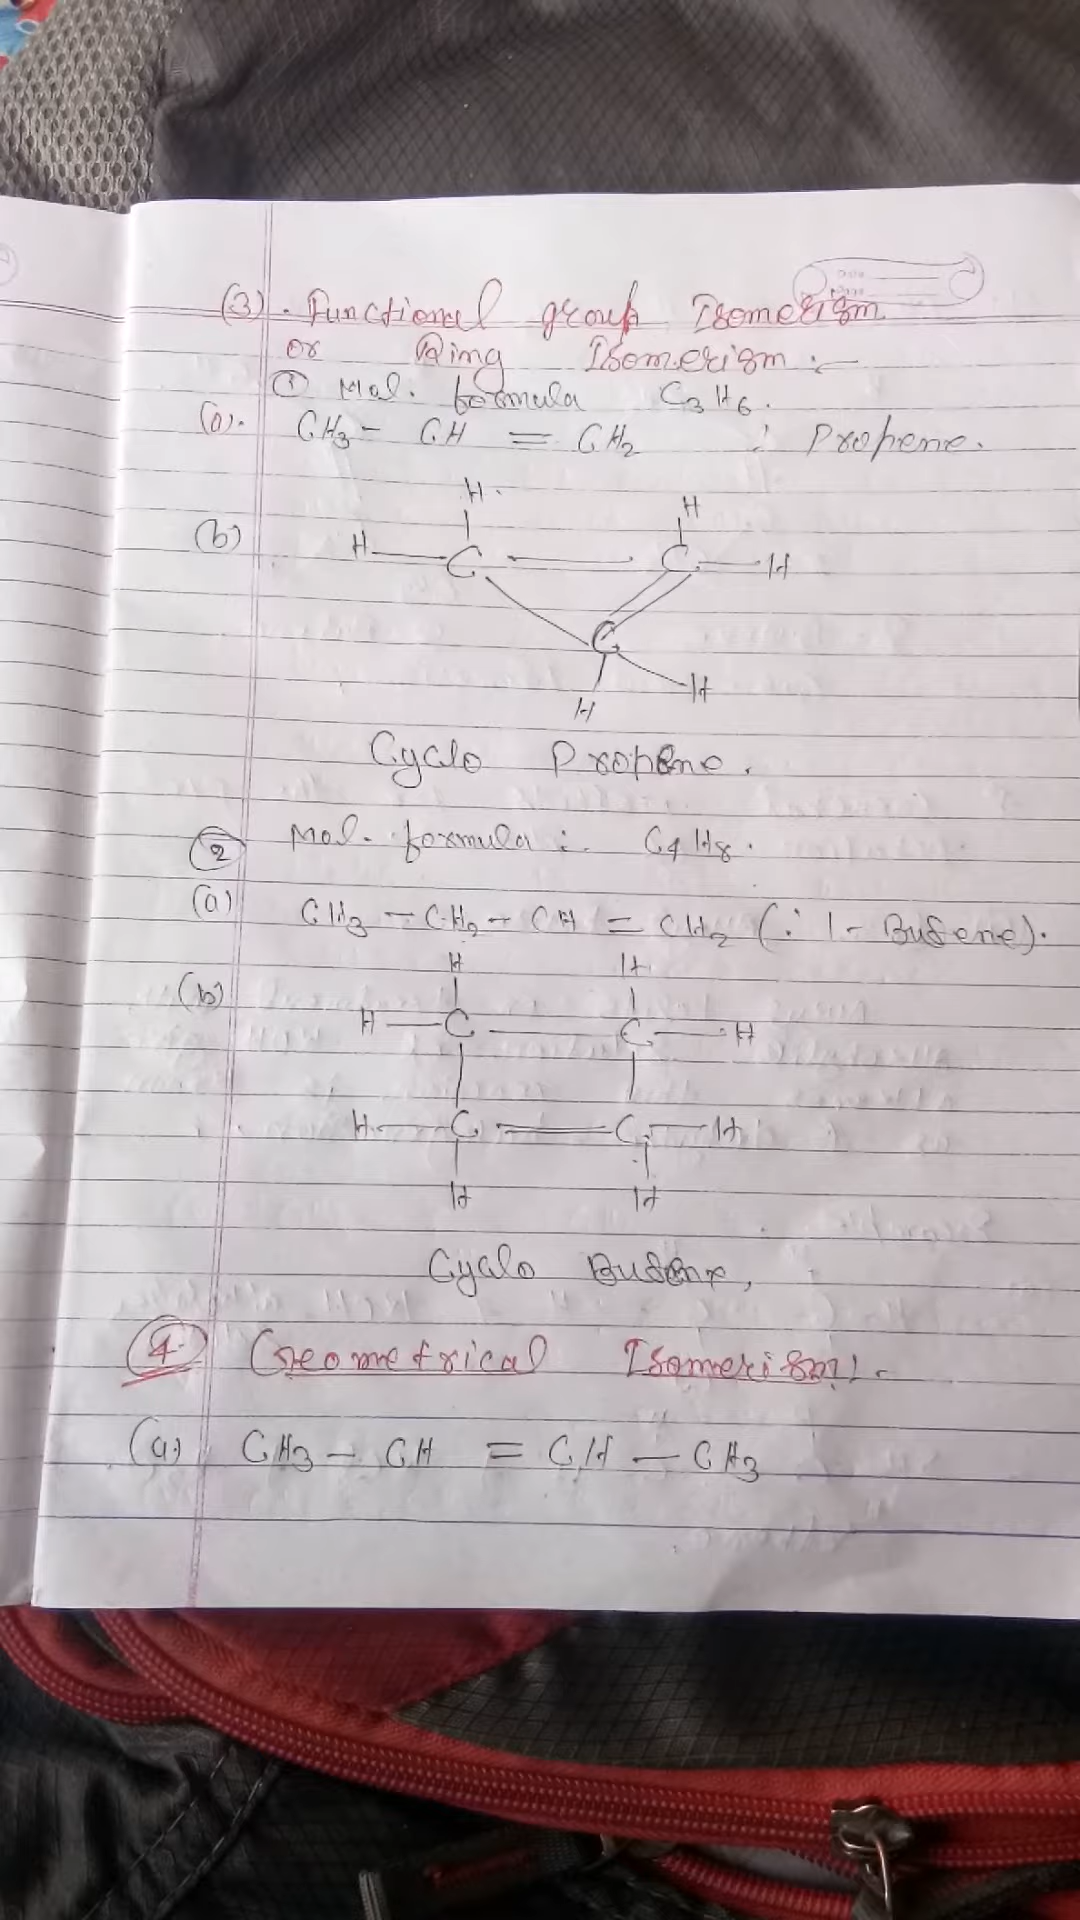 (3). Functional group Isomerism
or Ring Isomerism :-
① Mol. formula C3H6.
(a). CH3 - CH = CH2 : Propene.
H H
(b) H C C H
C
H H
Cyclo Propene.
② Mol. formula :- C4H8.
(a) CH3 - CH2 - CH = CH2 (: 1 - Butene).
H H
(b)
H - C - C - H
H - C = C - H
H H
Cyclo Butene,
④ Geometrical Isomerism :-
(a) CH3 - CH = CH - CH3